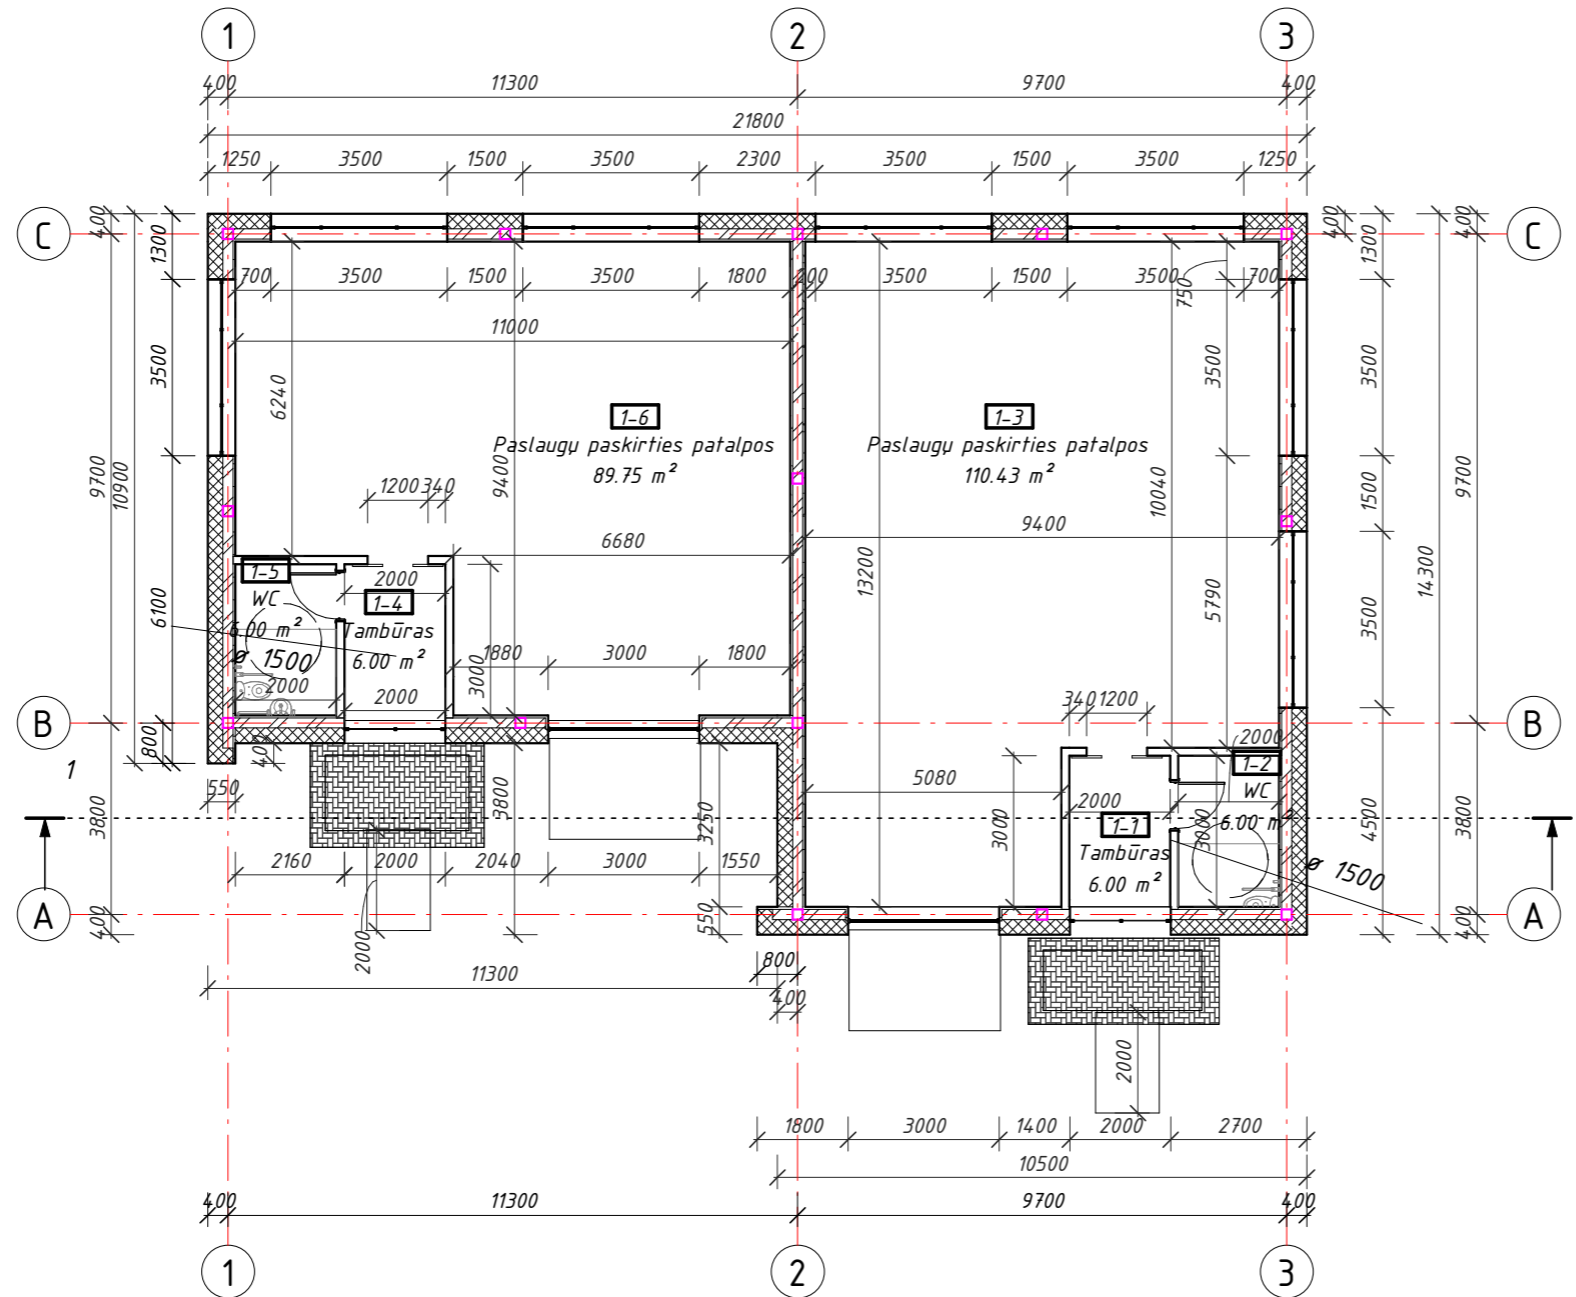 1 2 3
400 11300 9700 400
21800
1250 3500 1500 3500 2300 3500 1500 3500 1250
C C
400 1300 400 1300 400
700 3500 1500 3500 1800 200 3500 1500 3500 700
750
11000
3500 6240 3500 3500
1-6 1-3
Paslaugų paskirties patalpos Paslaugų paskirties patalpos
89.75 m² 110.43 m²
9700 10900 1200 340 9400 10040 1500 9700
9400
6680
13200 5790 14300
1-5 2000
WC 1-4
6100 6.00 m² Tambūras 3500
ø 1500 6.00 m² 1880 3000 1800
2000 2000 3000
340 1200
B B
800 400 2000
1 1-2
550 5080 WC
3800 3800 3250 3000 2000 3000 4500 3800
1-1 6.00 m²
Tambūras
2160 2000 2040 3000 1550 6.00 m² ø 1500
A A
400 2000 550 400
11300 800
400
2000
1800 3000 1400 2000 2700
10500
400 11300 9700 400
1 2 3